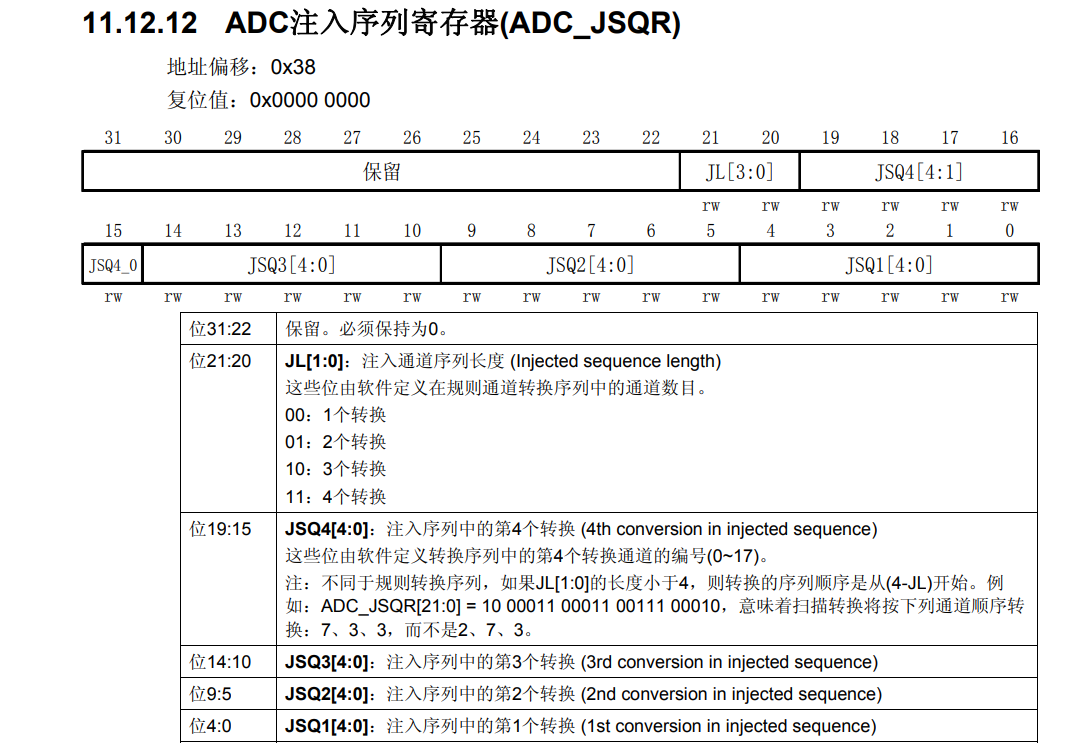 11.12.12 ADC注入序列寄存器(ADC_JSQR)
地址偏移：0x38
复位值：0x0000 0000
31 30 29 28 27 26 25 24 23 22 21 20 19 18 17 16
保留 JL[3:0] JSQ4[4:1]
rw rw rw rw rw rw
15 14 13 12 11 10 9 8 7 6 5 4 3 2 1 0
JSQ4_0 JSQ3[4:0] JSQ2[4:0] JSQ1[4:0]
rw rw rw rw rw rw rw rw rw rw rw rw rw rw rw rw
位31:22 保留。必须保持为0。
位21:20 JL[1:0]：注入通道序列长度 (Injected sequence length)
这些位由软件定义在规则通道转换序列中的通道数目。
00：1个转换
01：2个转换
10：3个转换
11：4个转换
位19:15 JSQ4[4:0]：注入序列中的第4个转换 (4th conversion in injected sequence)
这些位由软件定义转换序列中的第4个转换通道的编号(0~17)。
注：不同于规则转换序列，如果JL[1:0]的长度小于4，则转换的序列顺序是从(4-JL)开始。例
如：ADC_JSQR[21:0] = 10 00011 00011 00111 00010，意味着扫描转换将按下列通道顺序转
换：7、3、3，而不是2、7、3。
位14:10 JSQ3[4:0]：注入序列中的第3个转换 (3rd conversion in injected sequence)
位9:5 JSQ2[4:0]：注入序列中的第2个转换 (2nd conversion in injected sequence)
位4:0 JSQ1[4:0]：注入序列中的第1个转换 (1st conversion in injected sequence)